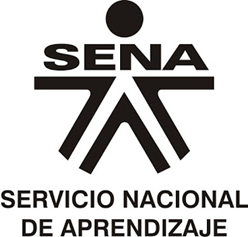 SENA
SERVICIO NACIONAL
DE APRENDIZAJE